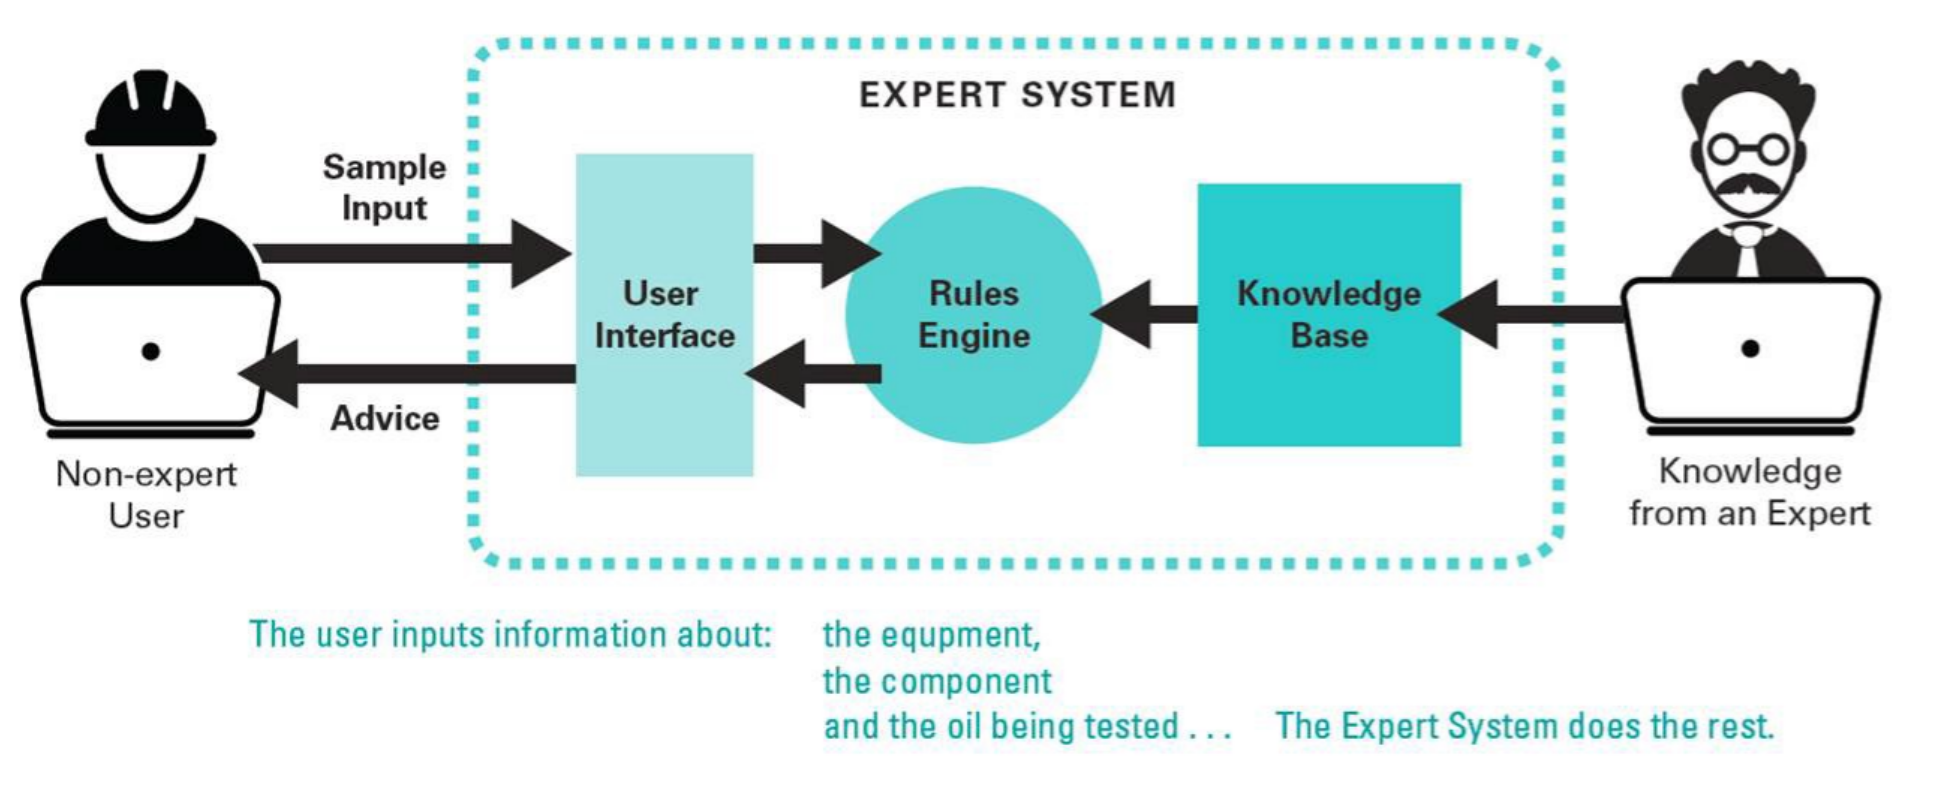 EXPERT SYSTEM
Sample
Input
User
Interface
Rules
Engine
Knowledge
Base
Advice
Non-expert
User
Knowledge
from an Expert
The user inputs information about: the equpment,
the component
and the oil being tested . . . The Expert System does the rest.